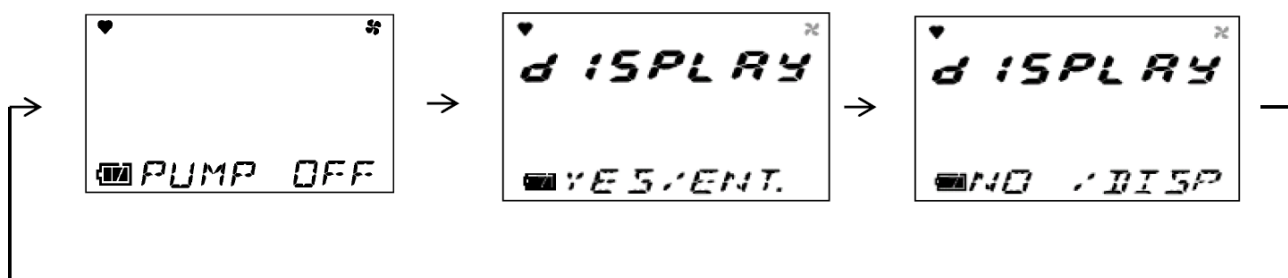 PUMP OFF
dISPLAY
YES/ENT.
dISPLAY
NO /DISP